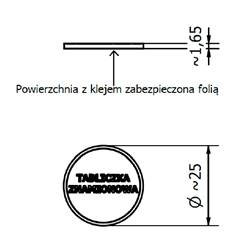 ~1,65
Powierzchnia z klejem zabezpieczona folią
TABLICZKA
ZNAMIONOWA
Ø ~25